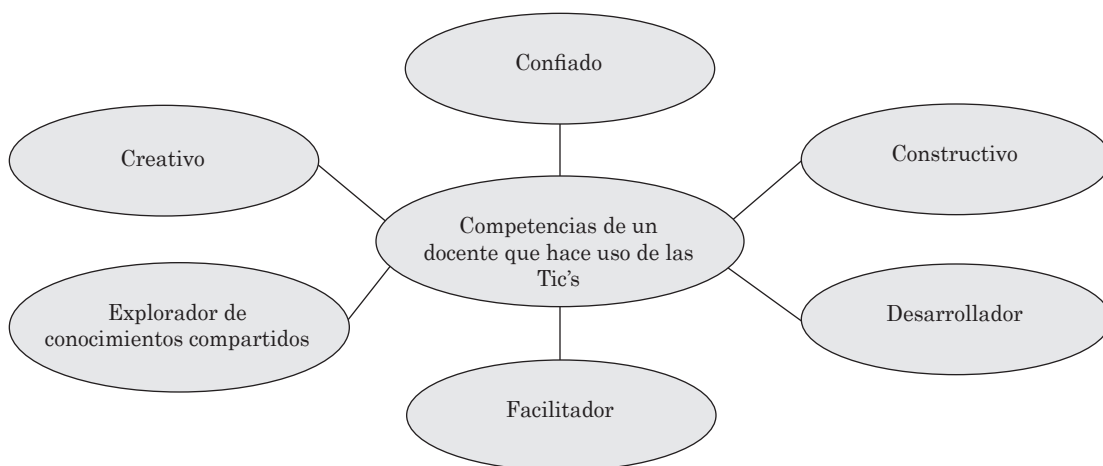 Confiado
Creativo
Constructivo
Competencias de un
docente que hace uso de las
Tic's
Explorador de
conocimientos compartidos
Desarrollador
Facilitador